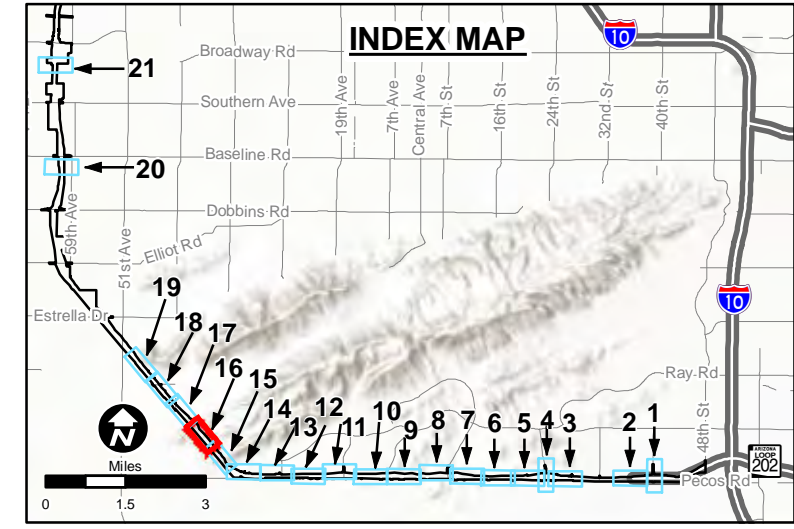 INDEX MAP
10
Broadway Rd
21
Southern Ave
19th Ave
7th Ave
Central Ave
7th St
16th St
24th St
32nd St
40th St
Baseline Rd
20
Dobbins Rd
59th Ave
51st Ave
Elliot Rd
19
18
17
16
15
14
13
12
11
10
9
8
7
6
5
4
3
2
1
10
Estrella Dr
Ray Rd
48th St
N
Miles
0 1.5 3
ARIZONA
LOOP
202
Pecos Rd